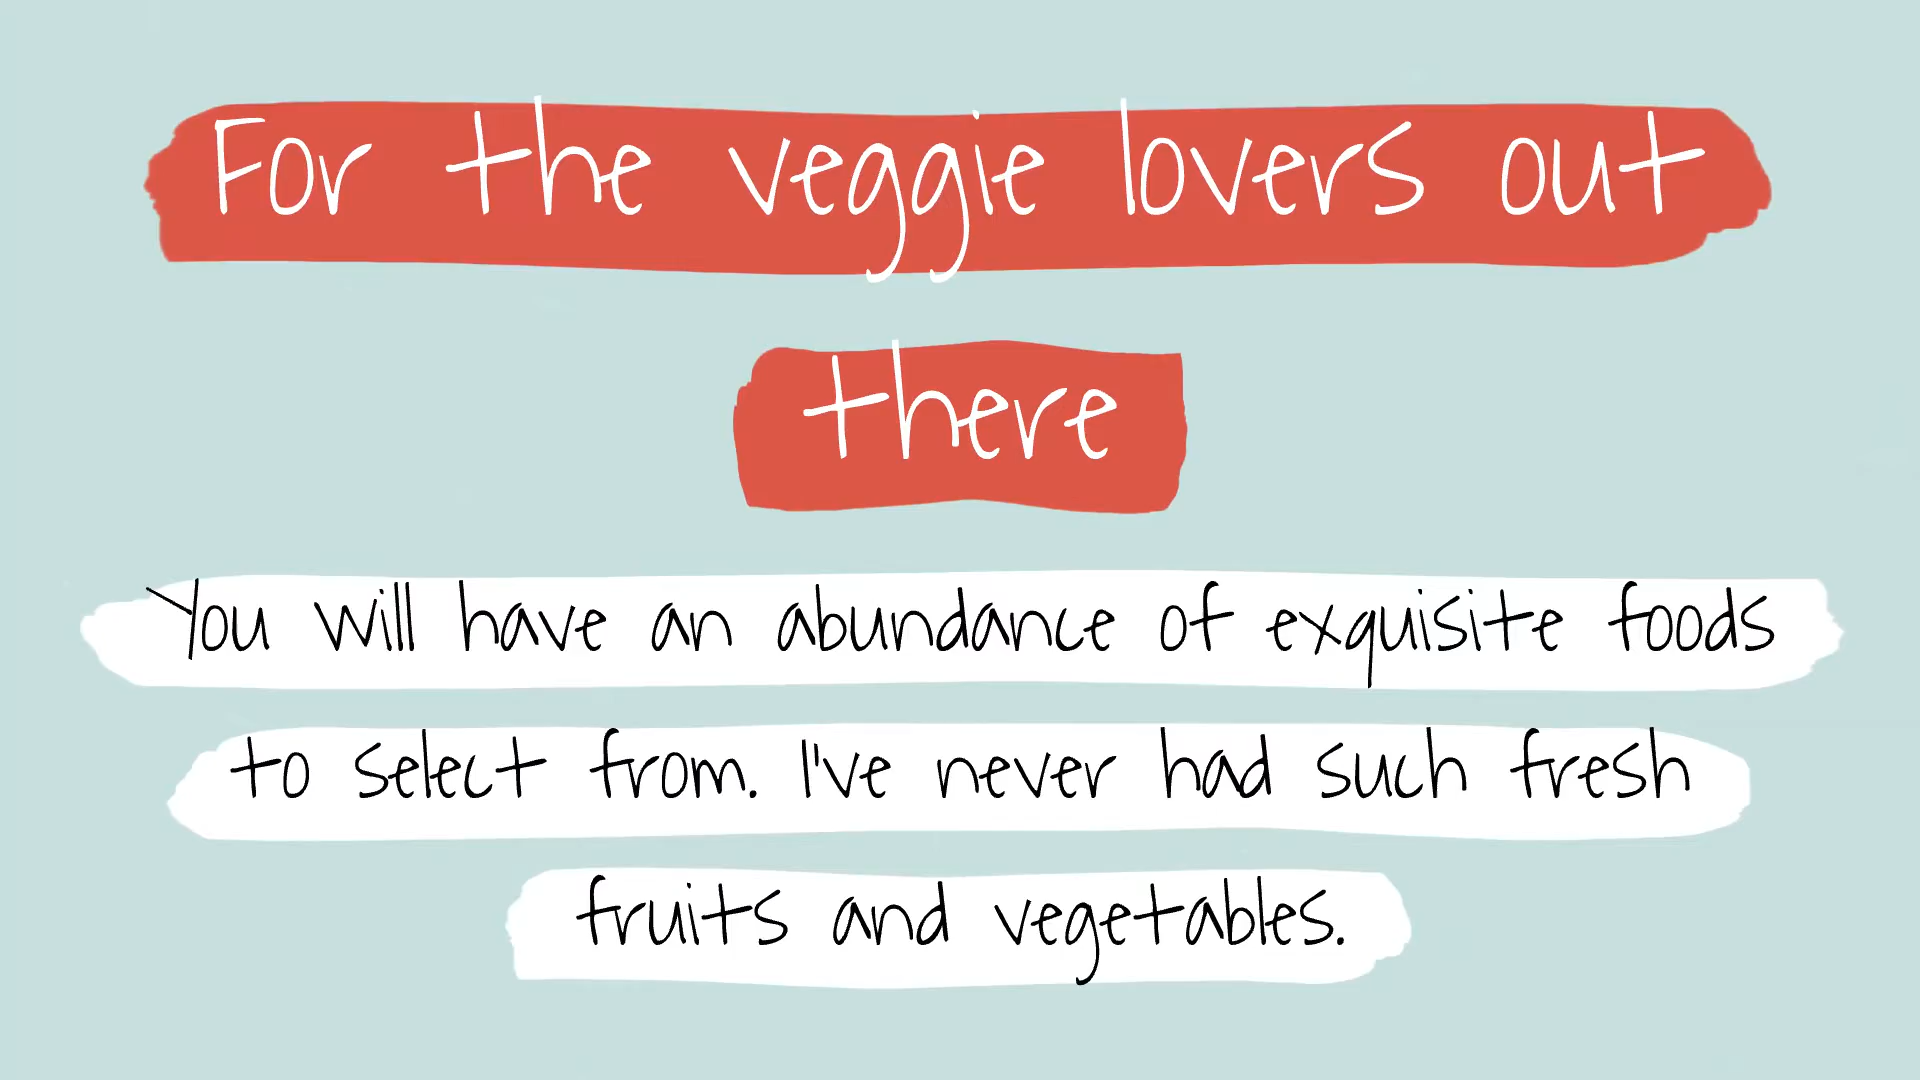 For the veggie lovers out
there
You will have an abundance of exquisite foods
to select from. I've never had such fresh
fruits and vegetables.